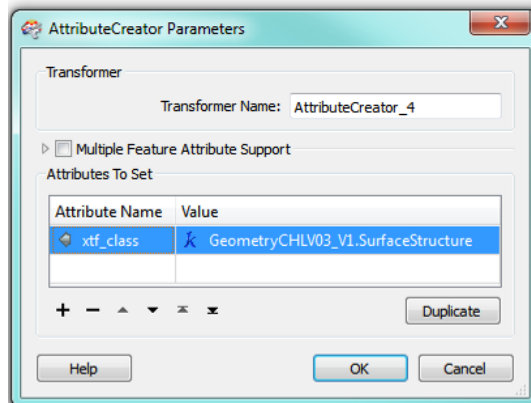 AttributeCreator Parameters
Transformer
Transformer Name: AttributeCreator_4
Multiple Feature Attribute Support
Attributes To Set
Attribute Name Value
xtf_class GeometryCHLV03_V1.SurfaceStructure
Duplicate
Help OK Cancel